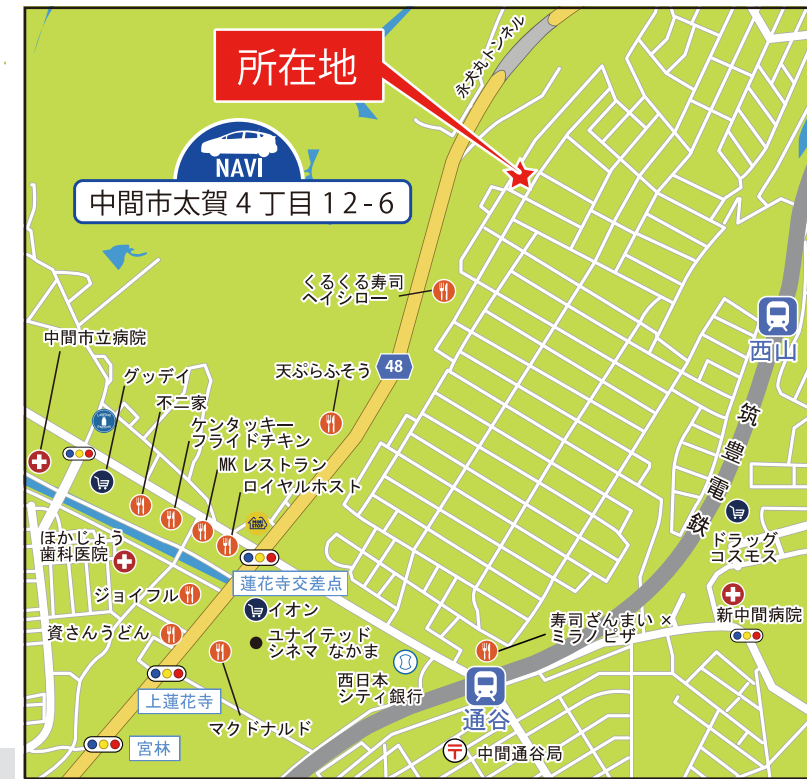 永犬丸トンネル
所在地
NAVI
中間市太賀4丁目12-6
くるくる寿司
ヘイシロー
西山
中間市立病院
グッデイ
天ぷらふそう
48
不二家
ケンタッキー
フライドチキン
MKレストラン
ロイヤルホスト
筑豊電鉄
ドラッグ
コスモス
ほかじょう
歯科医院
蓮花寺交差点
ジョイフル
イオン
新中間病院
資さんうどん
ユナイテッド
シネマ なかま
寿司ざんまい×
ミラノピザ
西日本
シティ銀行
上蓮花寺
マクドナルド
通谷
宮林
中間通谷局